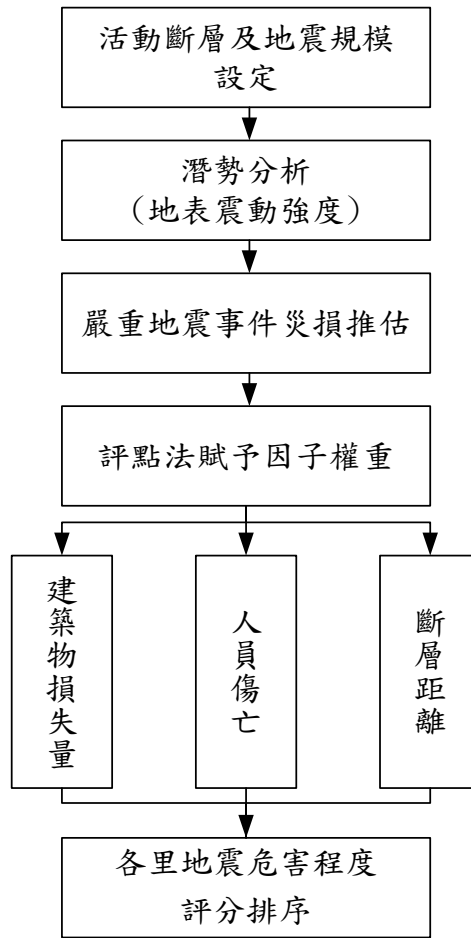 活動斷層及地震規模
設定
潛勢分析
（地表震動強度）
嚴重地震事件災損推估
評點法賦予因子權重
建築物損失量
人員傷亡
斷層距離
各里地震危害程度
評分排序